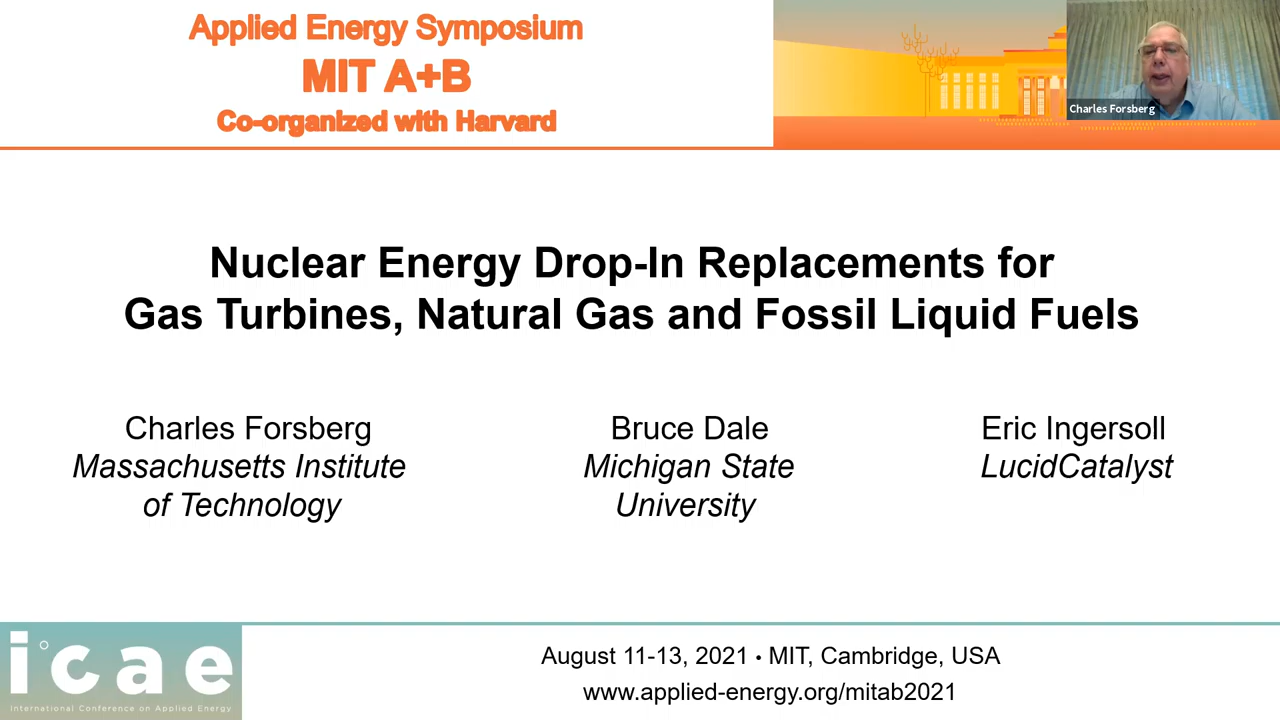 Applied Energy Symposium
MIT A+B
Co-organized with Harvard
Charles Forsberg
Nuclear Energy Drop-In Replacements for
Gas Turbines, Natural Gas and Fossil Liquid Fuels
Charles Forsberg
Massachusetts Institute
of Technology
Bruce Dale
Michigan State
University
Eric Ingersoll
LucidCatalyst
i°cae
International Conference on Applied Energy
August 11-13, 2021 • MIT, Cambridge, USA
www.applied-energy.org/mitab2021